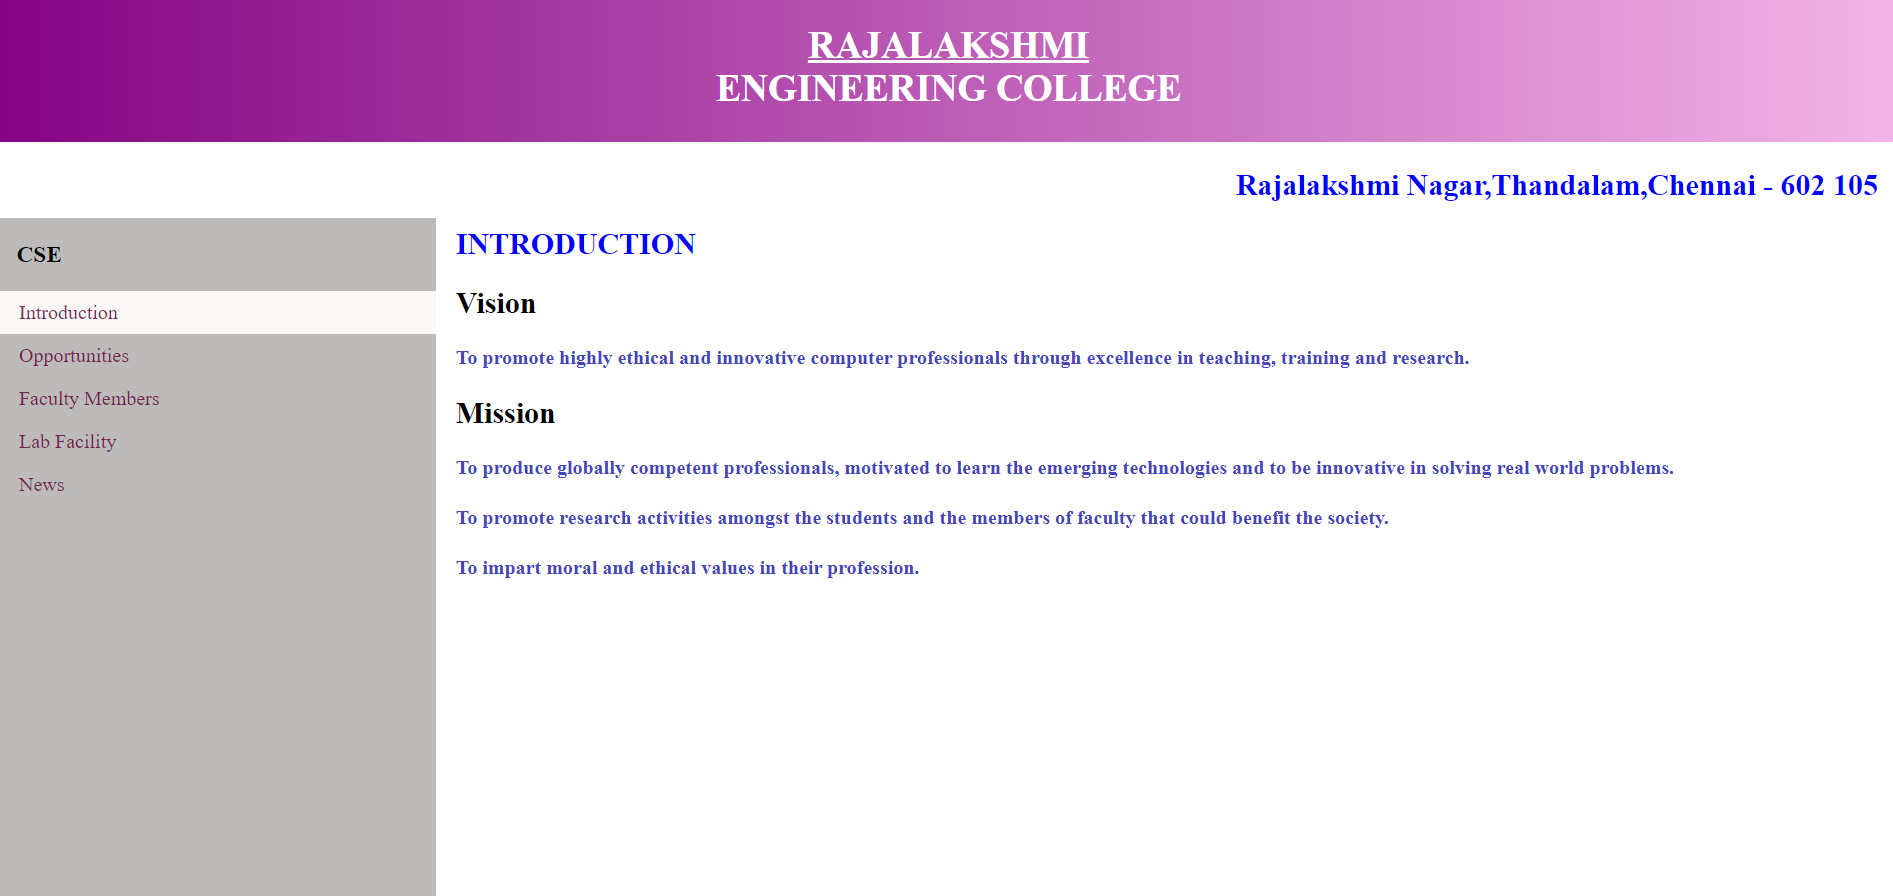 RAJALAKSHMI
ENGINEERING COLLEGE
Rajalakshmi Nagar,Thandalam,Chennai - 602 105
CSE
Introduction
Opportunities
Faculty Members
Lab Facility
News
INTRODUCTION
Vision
To promote highly ethical and innovative computer professionals through excellence in teaching, training and research.
Mission
To produce globally competent professionals, motivated to learn the emerging technologies and to be innovative in solving real world problems.
To promote research activities amongst the students and the members of faculty that could benefit the society.
To impart moral and ethical values in their profession.